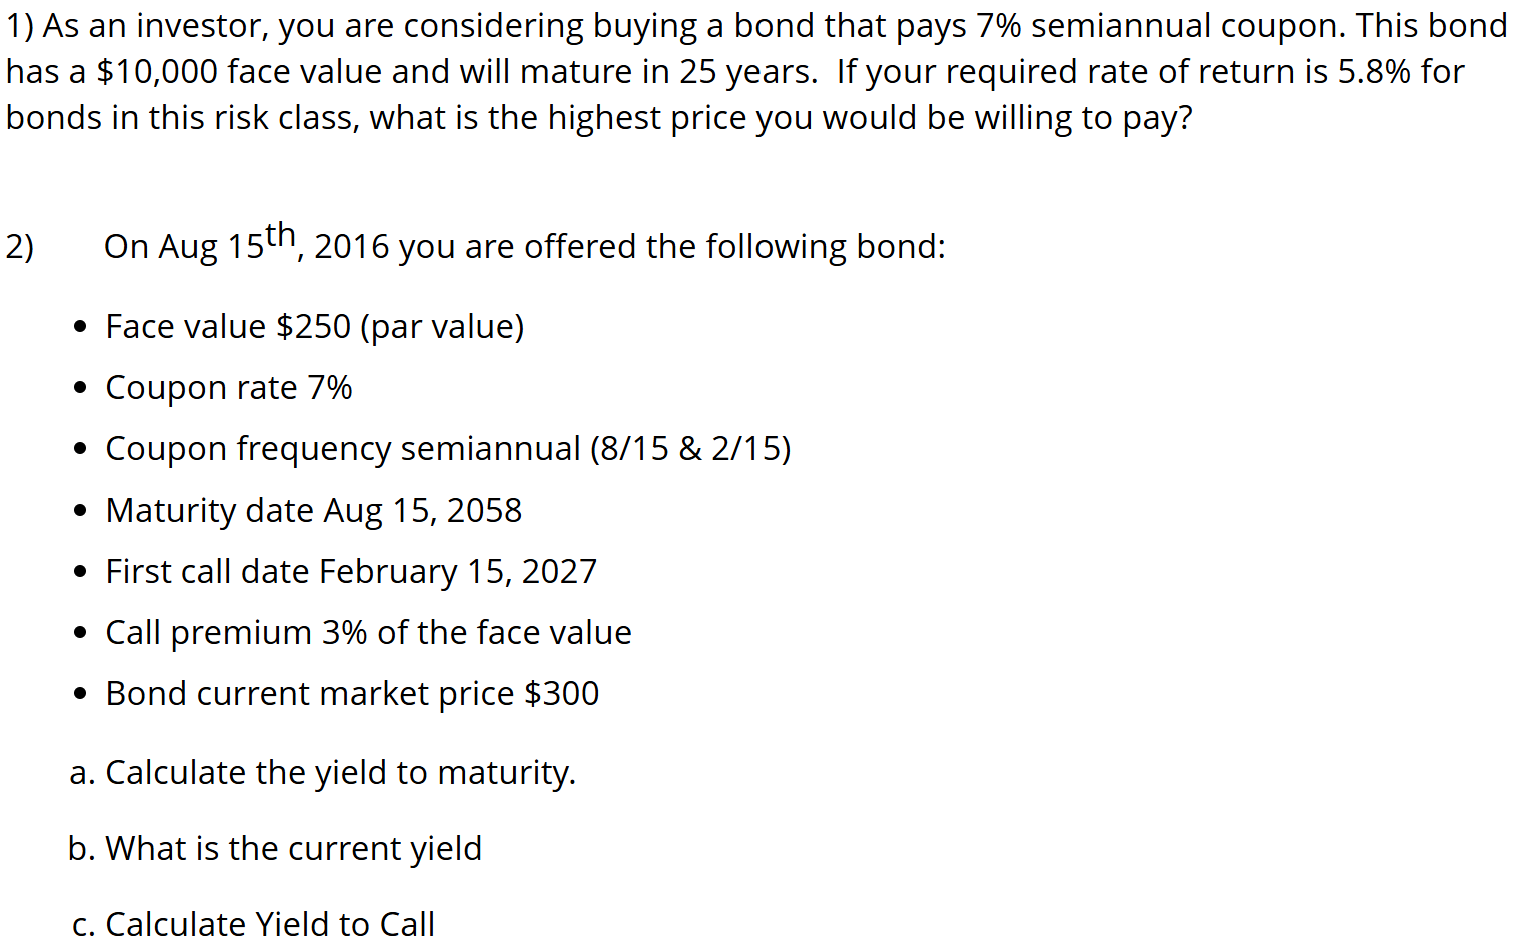 1) As an investor, you are considering buying a bond that pays 7% semiannual coupon. This bond
has a $10,000 face value and will mature in 25 years.  If your required rate of return is 5.8% for
bonds in this risk class, what is the highest price you would be willing to pay?
2) On Aug 15th, 2016 you are offered the following bond:
• Face value $250 (par value)
• Coupon rate 7%
• Coupon frequency semiannual (8/15 & 2/15)
• Maturity date Aug 15, 2058
• First call date February 15, 2027
• Call premium 3% of the face value
• Bond current market price $300
a. Calculate the yield to maturity.
b. What is the current yield
c. Calculate Yield to Call